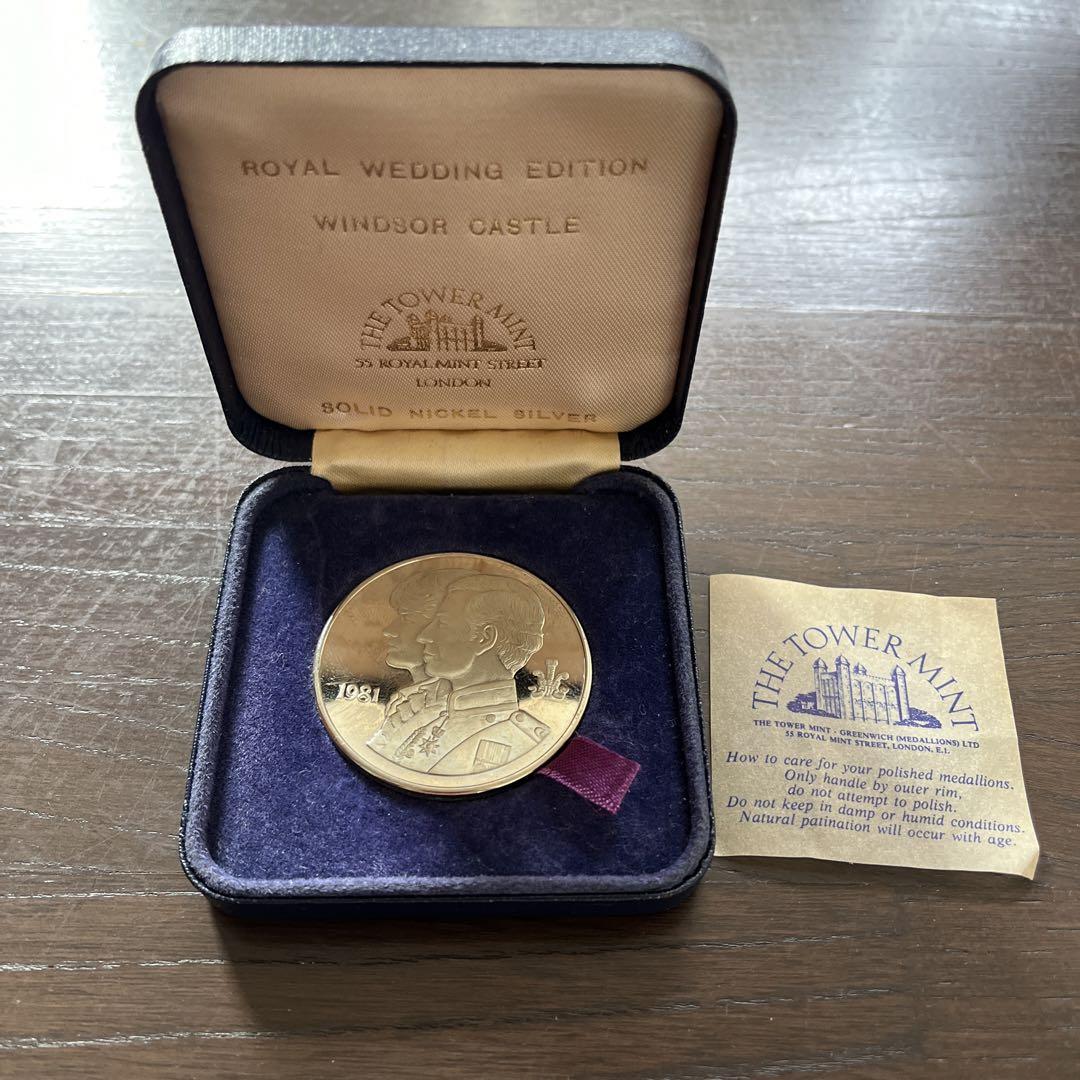 ROYAL WEDDING EDITION
WINDSOR CASTLE
THE TOWER MINT
55 ROYAL MINT STREET
LONDON
SOLID NICKEL SILVER
1981
THE TOWER MINT
THE TOWER MINT - GREENWICH (MEDALLIONS) LTD
55 ROYAL MINT STREET, LONDON, E.1.
How to care for your polished medallions.
Only handle by outer rim,
do not attempt to polish.
Do not keep in damp or humid conditions.
Natural patination will occur with age.